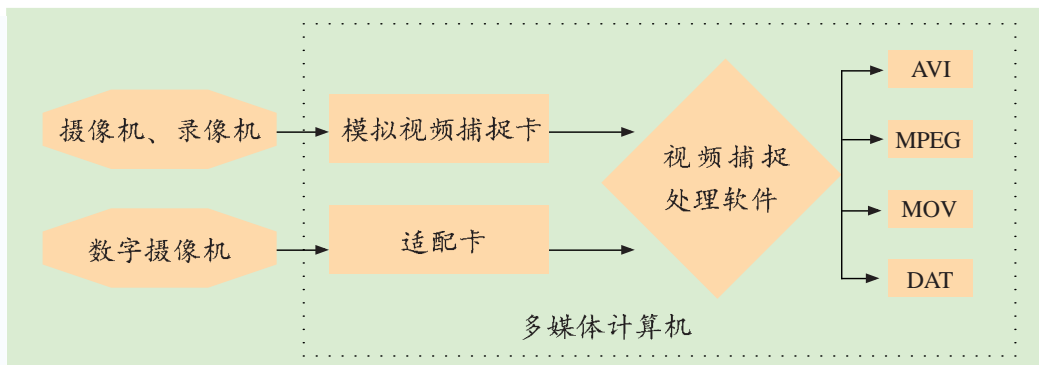 摄像机、录像机
模拟视频捕捉卡
数字摄像机
适配卡
视频捕捉
处理软件
AVI
MPEG
MOV
DAT
多媒体计算机